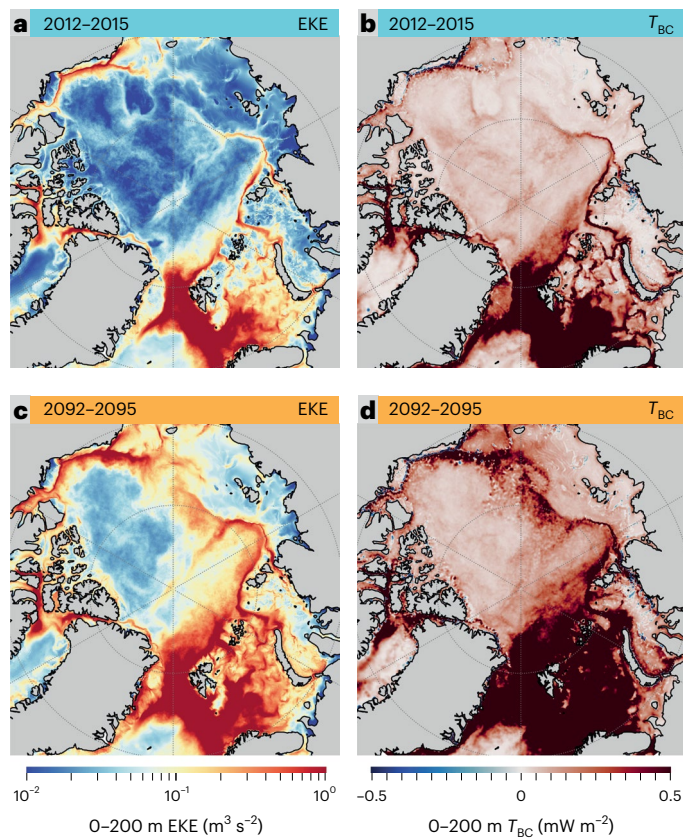 a 2012–2015 EKE
b 2012–2015 T_BC
c 2092–2095 EKE
d 2092–2095 T_BC
10⁻² 10⁻¹ 10⁰
0–200 m EKE (m³ s⁻²)
−0.5 0 0.5
0–200 m T_BC (mW m⁻²)